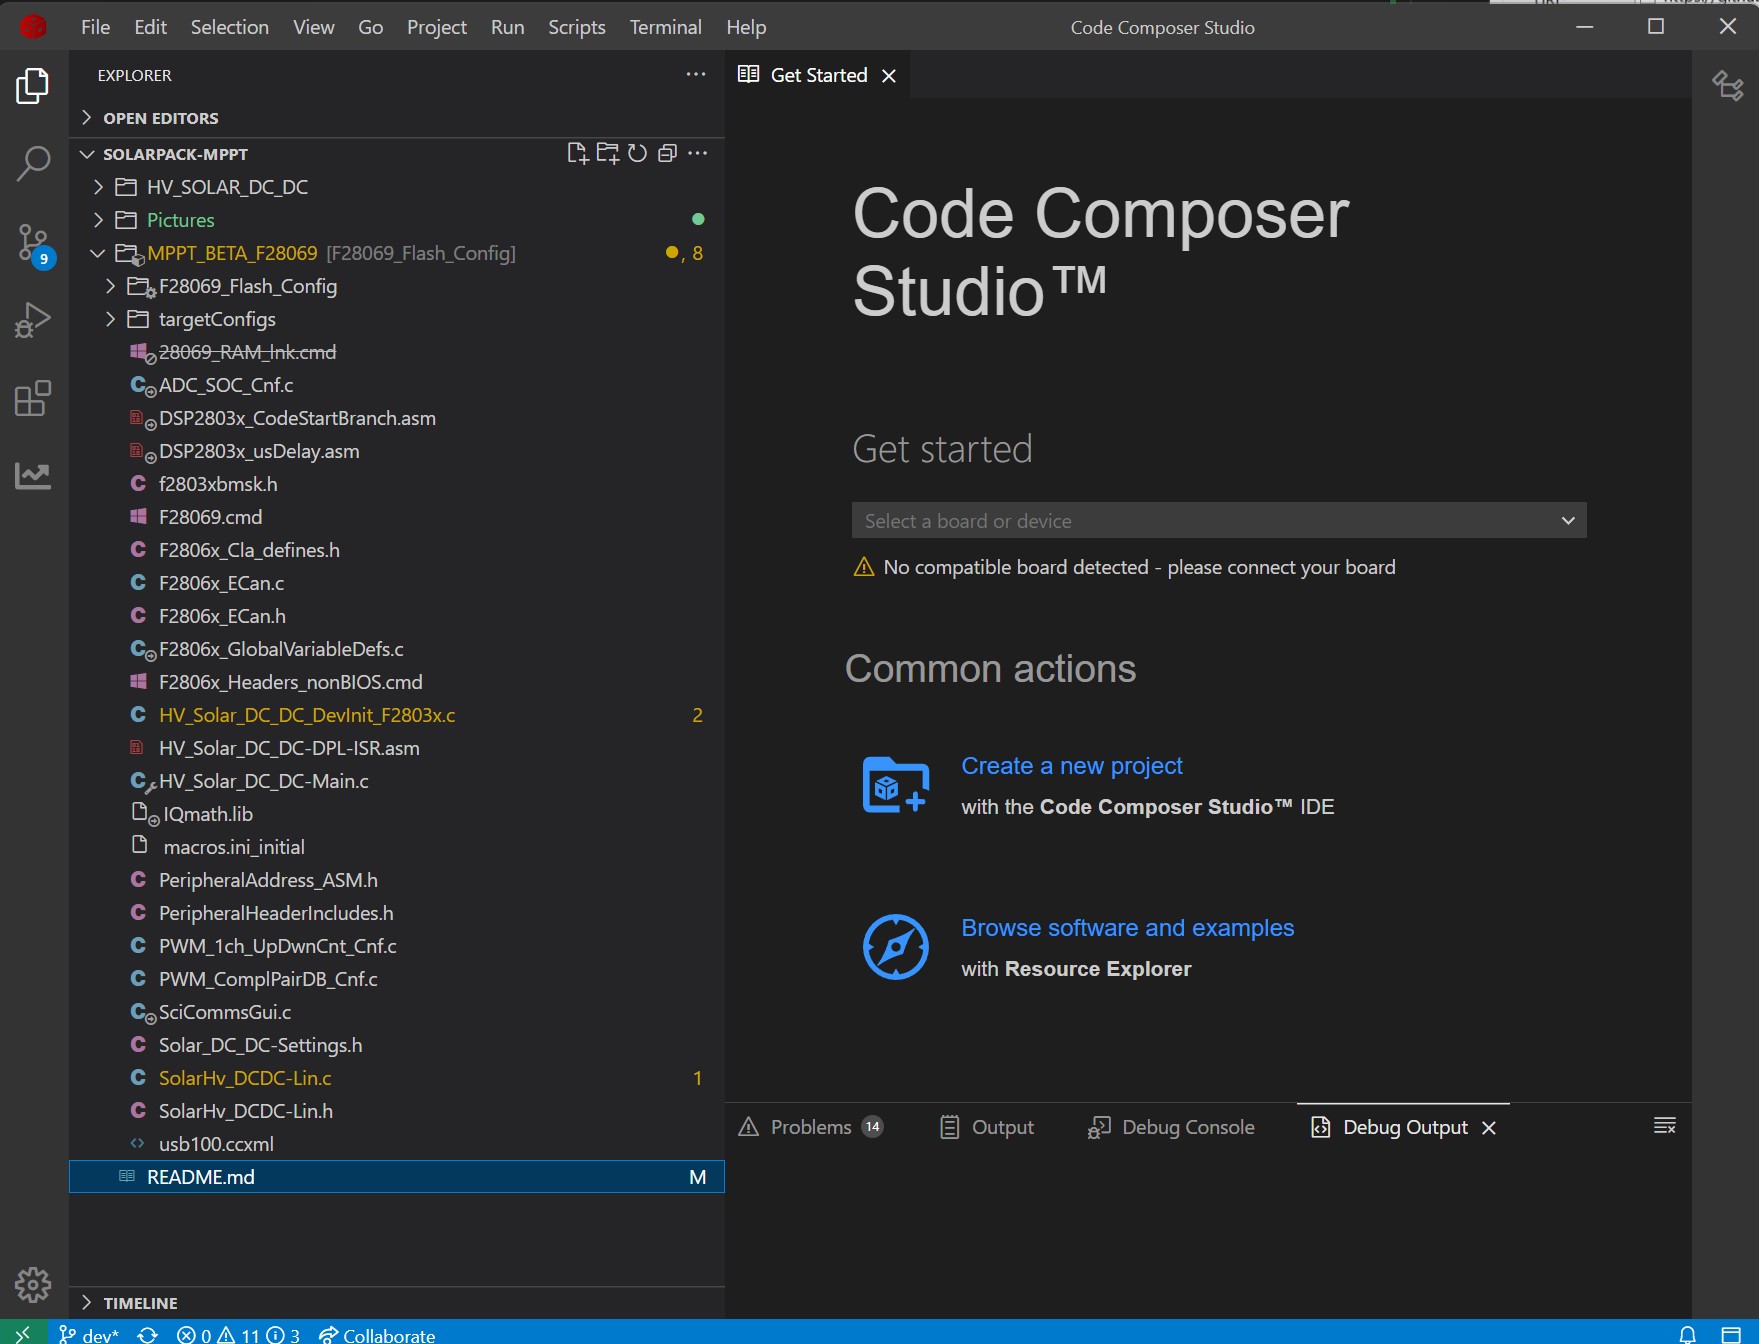 File Edit Selection View Go Project Run Scripts Terminal Help
Code Composer Studio
EXPLORER
OPEN EDITORS
SOLARPACK-MPPT
HV_SOLAR_DC_DC
Pictures
MPPT_BETA_F28069 [F28069_Flash_Config] , 8
F28069_Flash_Config
targetConfigs
28069_RAM_lnk.cmd
ADC_SOC_Cnf.c
DSP2803x_CodeStartBranch.asm
DSP2803x_usDelay.asm
f2803xbmsk.h
F28069.cmd
F2806x_Cla_defines.h
F2806x_ECan.c
F2806x_ECan.h
F2806x_GlobalVariableDefs.c
F2806x_Headers_nonBIOS.cmd
HV_Solar_DC_DC_DevInit_F2803x.c 2
HV_Solar_DC_DC-DPL-ISR.asm
HV_Solar_DC_DC-Main.c
IQmath.lib
macros.ini_initial
PeripheralAddress_ASM.h
PeripheralHeaderIncludes.h
PWM_1ch_UpDwnCnt_Cnf.c
PWM_ComplPairDB_Cnf.c
SciCommsGui.c
Solar_DC_DC-Settings.h
SolarHv_DCDC-Lin.c 1
SolarHv_DCDC-Lin.h
usb100.ccxml
README.md M
TIMELINE
9
Get Started
Code Composer
Studio™
Get started
Select a board or device
No compatible board detected - please connect your board
Common actions
Create a new project
with the Code Composer Studio™ IDE
Browse software and examples
with Resource Explorer
Problems 14 Output Debug Console Debug Output
dev* 0 11 3 Collaborate